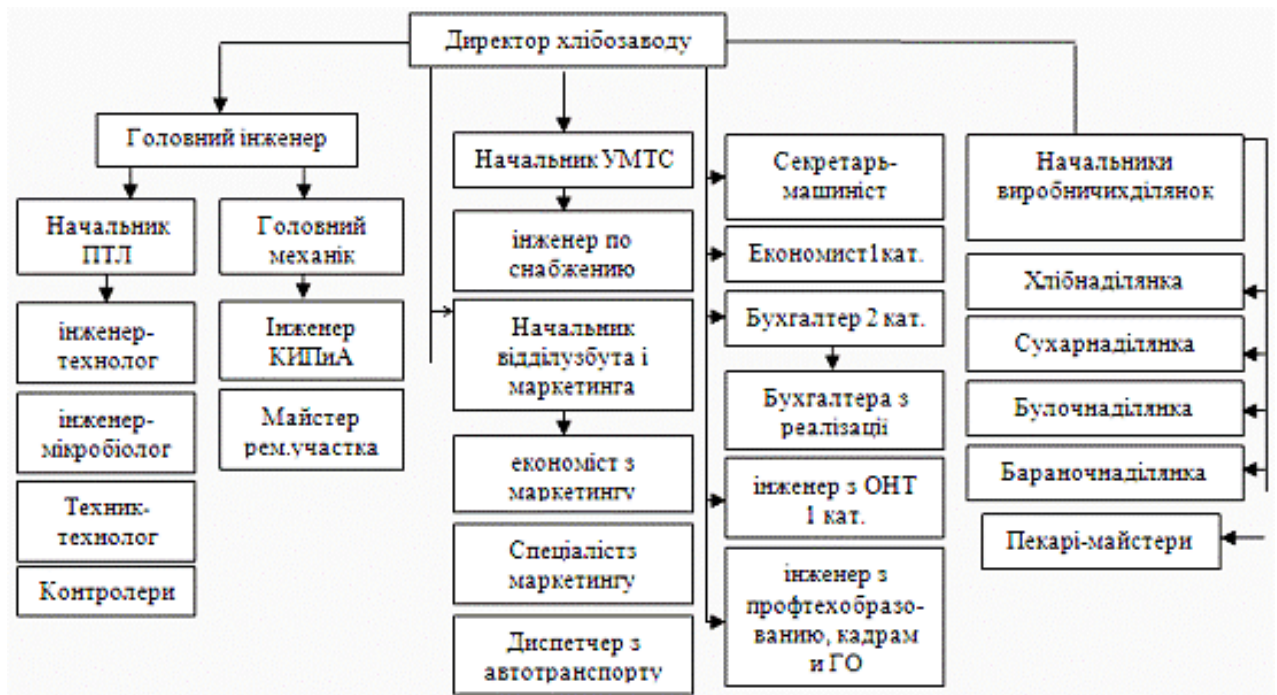 Директор хлібозаводу
Головний інженер
Начальник
ПТЛ
інженер-
технолог
інженер-
мікробіолог
Техник-
технолог
Контролери
Головний
механік
Інженер
КИПиА
Майстер
рем.участка
Начальник УМТС
інженер по
снабжению
Начальник
відділузбута і
маркетинга
економіст з
маркетингу
Спеціалістз
маркетингу
Диспетчер з
автотранспорту
Секретарь-
машиніст
Економист1кат.
Бухгалтер 2 кат.
Бухгалтера з
реалізації
інженер з ОНТ
1 кат.
інженер з
профтехобразо-
ванию, кадрам
и ГО
Начальники
виробничихділянок
Хлібнаділянка
Сухарнаділянка
Булочнаділянка
Бараночнаділянка
Пекарі-майстери